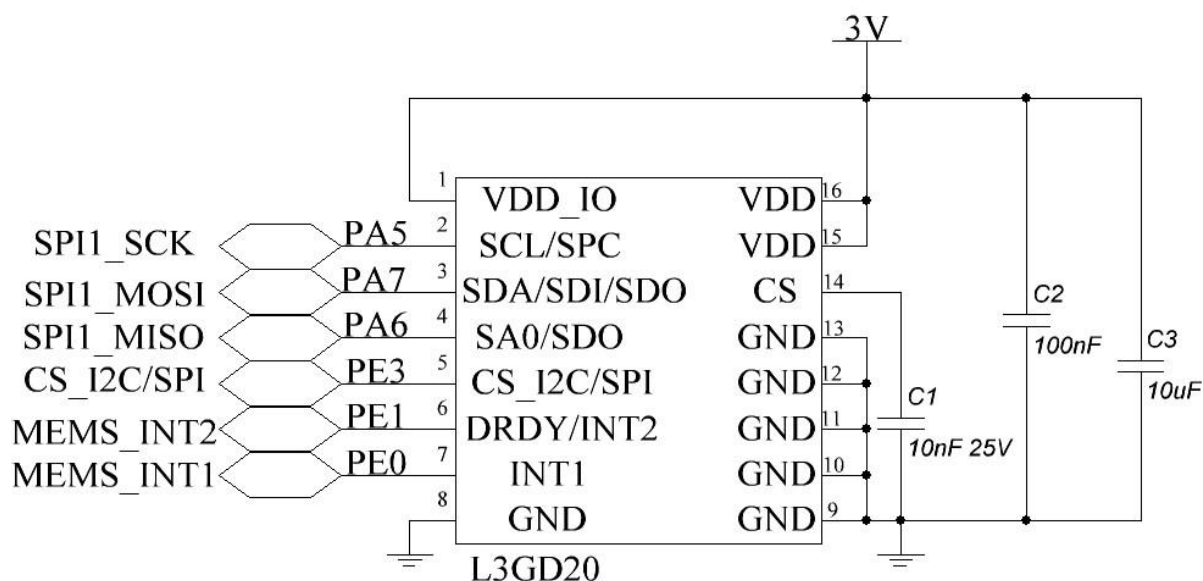 3V
1 VDD_IO VDD 16
SPI1_SCK PA5 2 SCL/SPC VDD 15
SPI1_MOSI PA7 3 SDA/SDI/SDO CS 14
SPI1_MISO PA6 4 SA0/SDO GND 13
CS_I2C/SPI PE3 5 CS_I2C/SPI GND 12
MEMS_INT2 PE1 6 DRDY/INT2 GND 11
MEMS_INT1 PE0 7 INT1 GND 10
8 GND GND 9
L3GD20
C1
10nF 25V
C2
100nF
C3
10uF